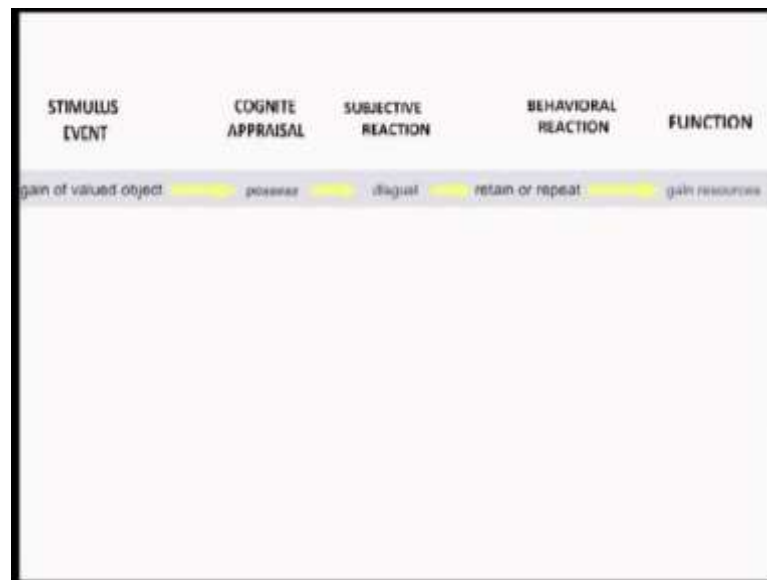 STIMULUS COGNITE SUBJECTIVE BEHAVIORAL FUNCTION
EVENT APPRAISAL REACTION REACTION
gain of valued object possess disgust retain or repeat gain resources